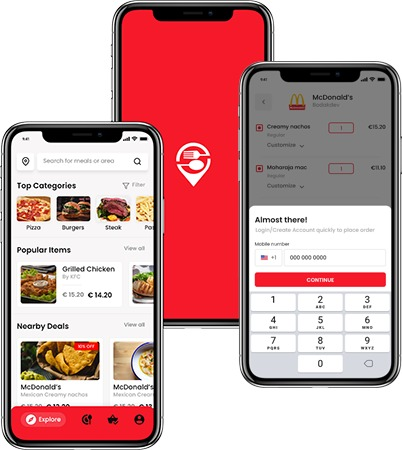 9:41
Search for meals or area
Top Categories
Filter
Pizza
Burgers
Steak
Pas
Popular Items
View all
Grilled Chicken
By KFC
€ 15.20 € 14.20
Nearby Deals
View all
10% OFF
McDonald's
Mexican Creamy nachos
McDona
Mexican Cre
€ 15.20
Explore
9:41
McDonald's
Creamy nachos
1
€15.20
Regular
Customize
Maharaja mac
1
€11.10
Regular
Customize
Almost there!
Login/Create Account quickly to place order
Mobile number
+1
000 000 0000
CONTINUE
1
2
ABC
3
DEF
4
GHI
5
JKL
6
MNO
7
PQRS
8
TUV
9
WXYZ
0